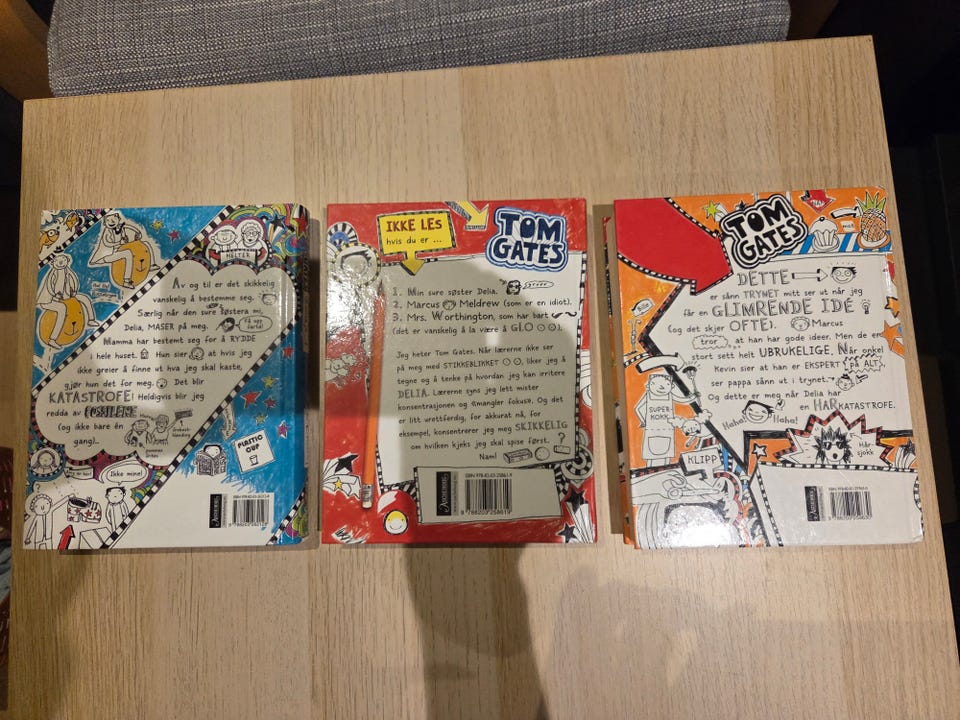 HELTER
Av og til er det skikkelig
vanskelig å bestemme seg.
Særlig når den sure søstera mi,
Delia, MASER på meg.
Få opp farta!
Mamma har bestemt seg for å RYDDE
i hele huset. Hun sier at hvis jeg
ikke greier å finne ut hva jeg skal kaste,
gjør hun det for meg. Det blir
KATASTROFE! Heldigvis blir jeg
redda av FOSSILENE
(og ikke bare én
gang)...
PLASTIC
CUP
Ikke mine!
IKKE LES
hvis du er ...
TOM
GATES
1. Min sure søster Delia.
2. Marcus Meldrew (som er en idiot).
3. Mrs. Worthington, som har bart
(det er vanskelig å la være å GLO).
Jeg heter Tom Gates. Når lærerne ikke ser
på meg med STIKKEBLIKKET, liker jeg å
tegne og å tenke på hvordan jeg kan irritere
DELIA. Lærerne syns jeg lett mister
konsentrasjonen og «mangler fokus». Og det
er litt urettferdig, for akkurat nå, for
eksempel, konsentrerer jeg meg SKIKKELIG
om hvilken kjeks jeg skal spise først.
Nam!
ASCHEHOUG
TOM
GATES
DETTE
er sånn TRYNET mitt ser ut når jeg
får en GLIMRENDE IDÉ!
(og det skjer OFTE). Marcus
tror at han har gode ideer. Men de er
stort sett helt UBRUKELIGE. Når onkel
Kevin sier at han er EKSPERT PÅ ALT,
ser pappa sånn ut i trynet.
Og dette er meg når Delia har
en HARKATASTROFE.
Haha! Haha!
SUPER-
KOKK
KLIPP
Hår-
sjokk